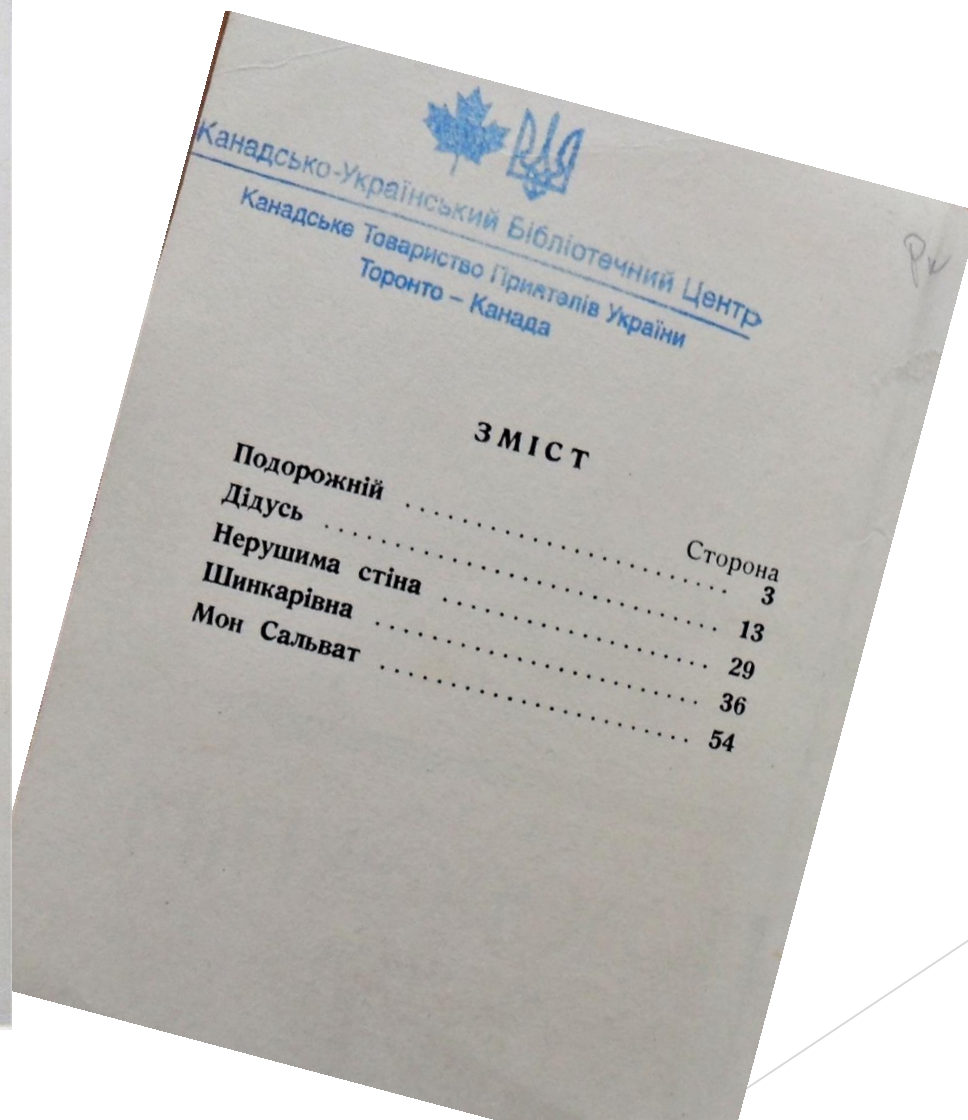 Канадсько-Український Бібліотечний Центр
Канадське Товариство Приятелів України
Торонто – Канада
ЗМІСТ
Сторона
Подорожній 3
Дідусь 13
Нерушима стіна 29
Шинкарівна 36
Мон Сальват 54